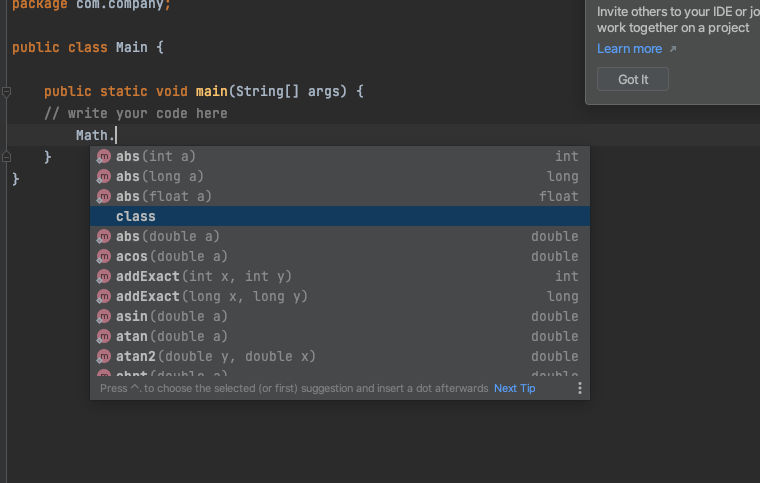 package com.company;
public class Main {
public static void main(String[] args) {
// write your code here
Math.
}
}
Invite others to your IDE or jo
work together on a project
Learn more ↗
Got It
abs(int a) int
abs(long a) long
abs(float a) float
class
abs(double a) double
acos(double a) double
addExact(int x, int y) int
addExact(long x, long y) long
asin(double a) double
atan(double a) double
atan2(double y, double x) double
cbrt(double a) double
Press ^. to choose the selected (or first) suggestion and insert a dot afterwards Next Tip